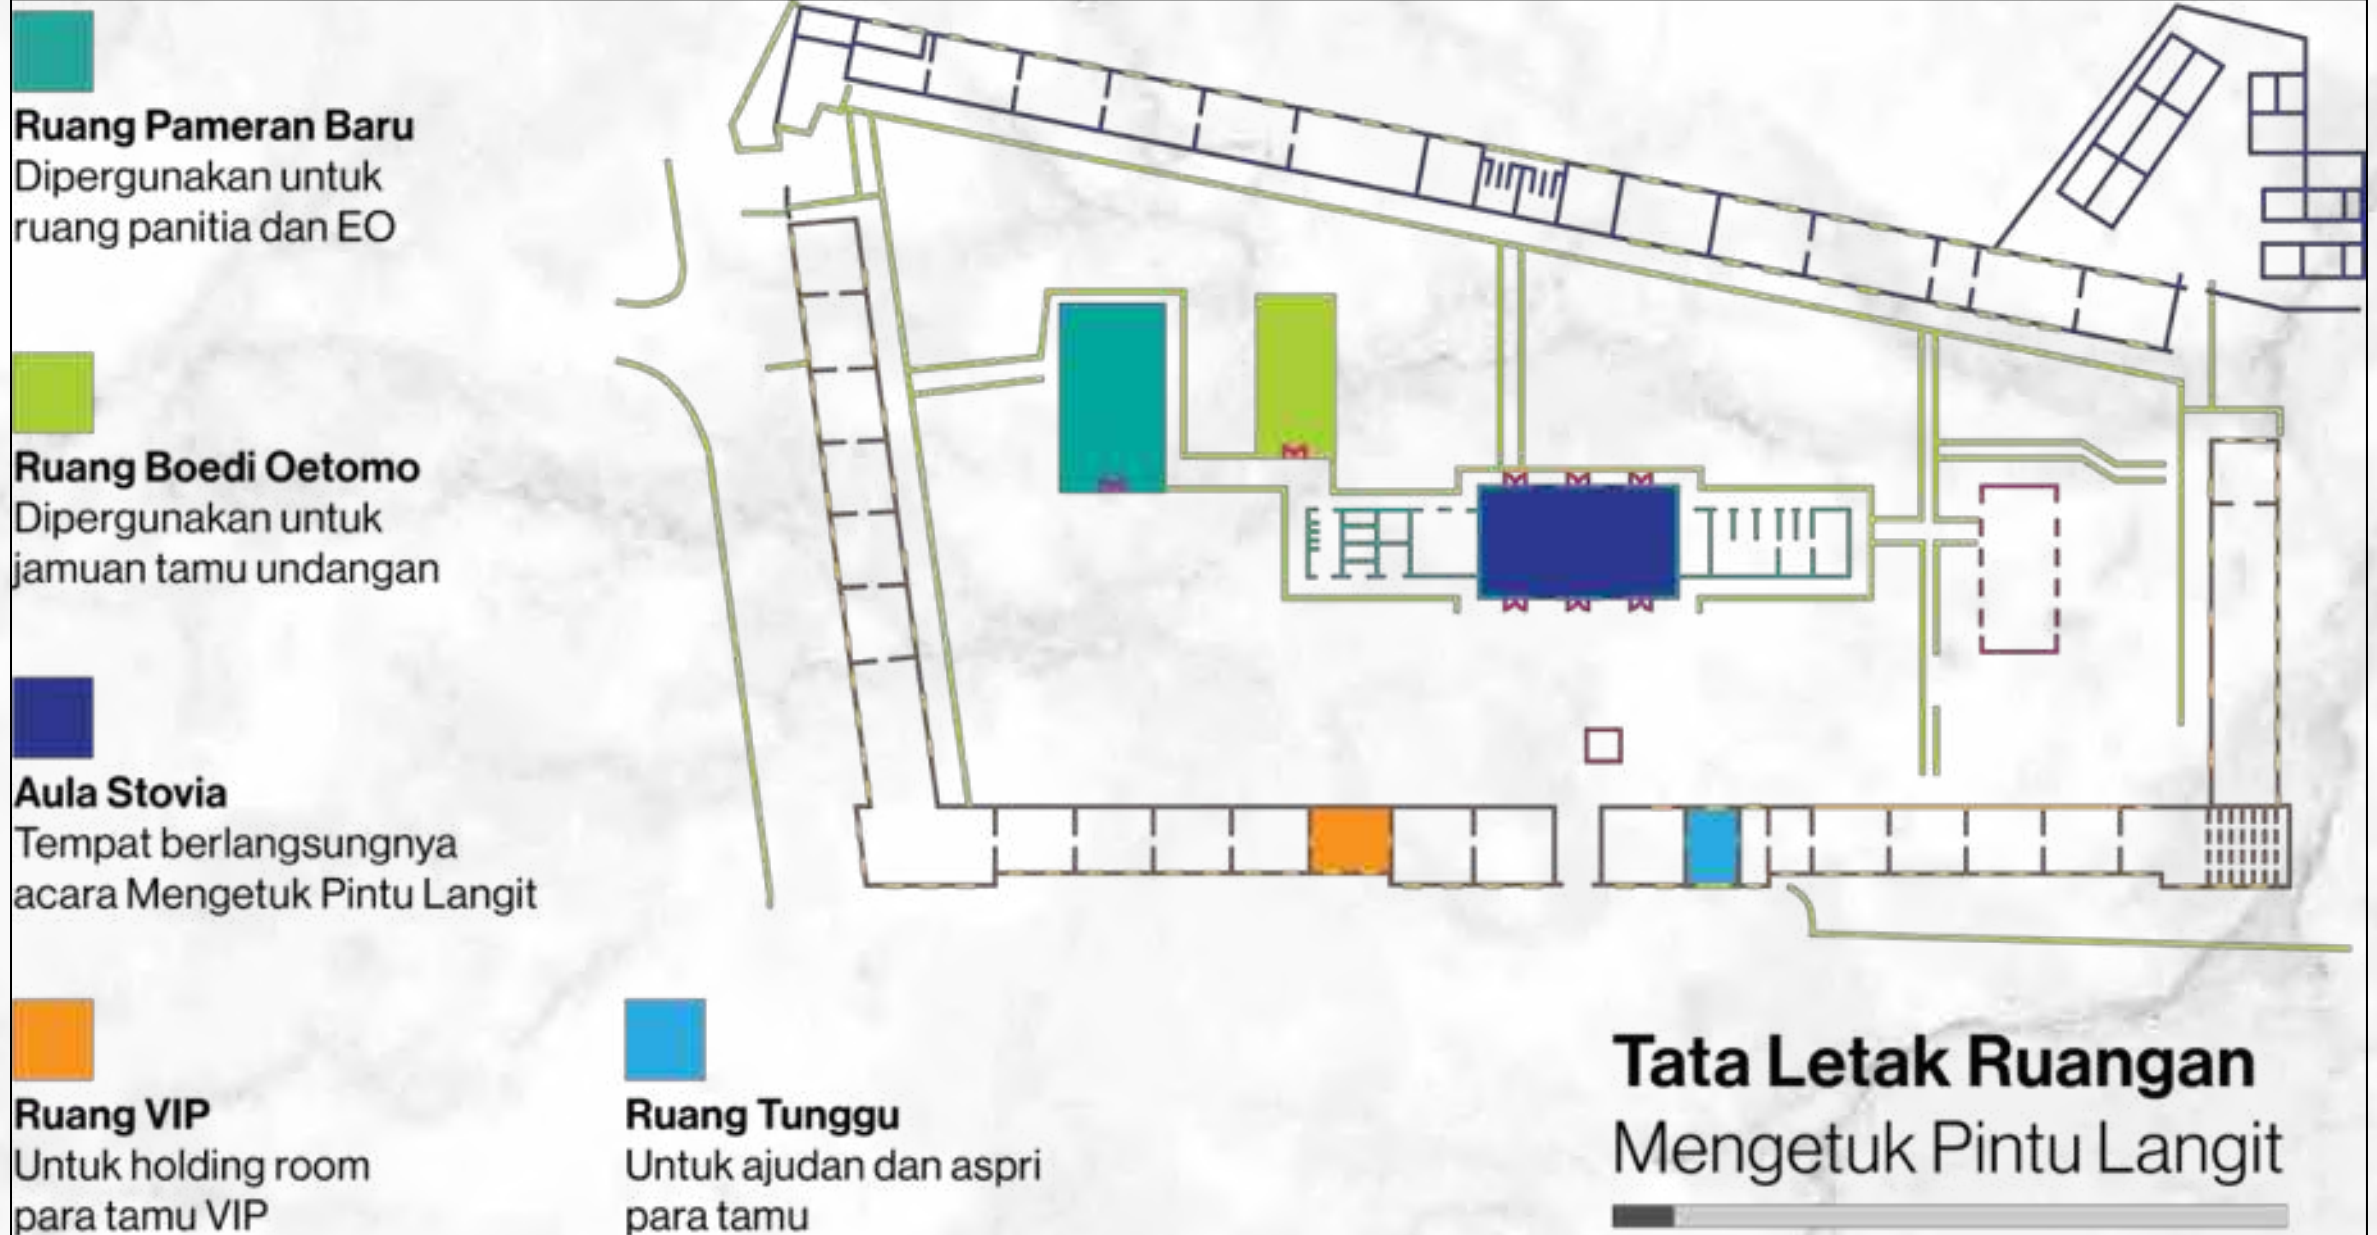 Ruang Pameran Baru
Dipergunakan untuk
ruang panitia dan EO
Ruang Boedi Oetomo
Dipergunakan untuk
jamuan tamu undangan
Aula Stovia
Tempat berlangsungnya
acara Mengetuk Pintu Langit
Ruang VIP
Untuk holding room
para tamu VIP
Ruang Tunggu
Untuk ajudan dan aspri
para tamu
Tata Letak Ruangan
Mengetuk Pintu Langit